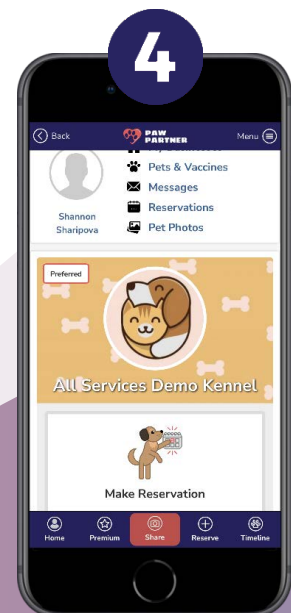 4
Back
PAW
PARTNER
Menu
Pets & Vaccines
Messages
Reservations
Pet Photos
Shannon
Sharipova
Preferred
All Services Demo Kennel
Make Reservation
Home
Premium
Share
Reserve
Timeline